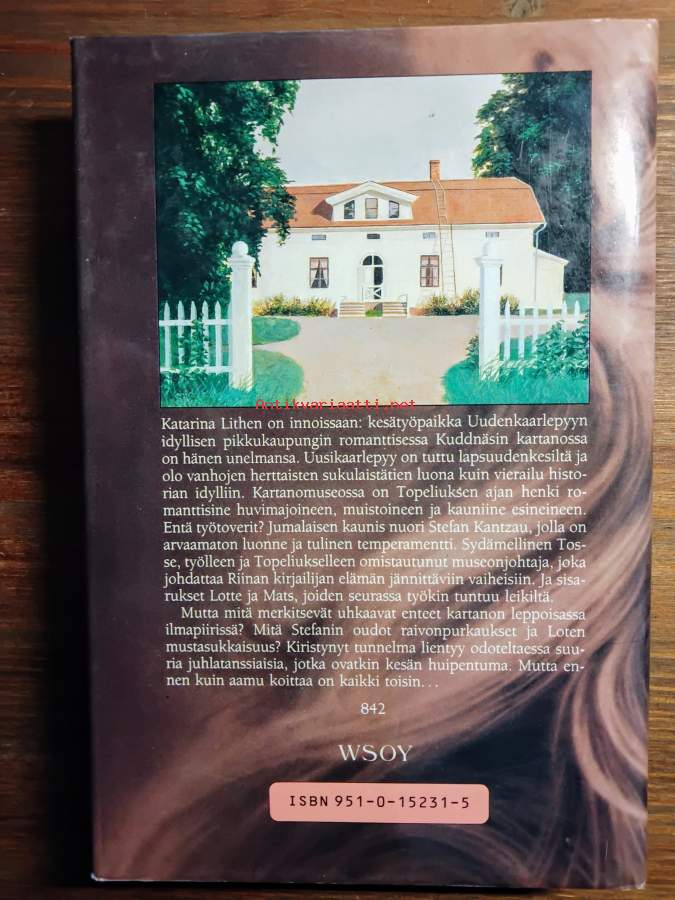 Antikvariaatti.net
Katarina Lithen on innoissaan: kesätyöpaikka Uudenkaarlepyyn
idyllisen pikkukaupungin romanttisessa Kuddnäsin kartanossa
on hänen unelmansa. Uusikaarlepyy on tuttu lapsuudenkesiltä ja
olo vanhojen herttaisten sukulaistätien luona kuin vierailu histo-
rian idylliin. Kartanomuseossa on Topeliuksen ajan henki ro-
manttisine huvimajoineen, muistoineen ja kauniine esineineen.
Entä työtoverit? Jumalaisen kaunis nuori Stefan Kantzau, jolla on
arvaamaton luonne ja tulinen temperamentti. Sydämellinen Tos-
se, työlleen ja Topeliukselleen omistautunut museonjohtaja, joka
johdattaa Riinan kirjailijan elämän jännittäviin vaiheisiin. Ja sisa-
rukset Lotte ja Mats, joiden seurassa työkin tuntuu leikiltä.
Mutta mitä merkitsevät uhkaavat enteet kartanon leppoisassa
ilmapiirissä? Mitä Stefanin oudot raivonpurkaukset ja Loten
mustasukkaisuus? Kiristynyt tunnelma lientyy odoteltaessa suu-
ria juhlatanssiaisia, jotka ovatkin kesän huipentuma. Mutta en-
nen kuin aamu koittaa on kaikki toisin...
842
WSOY
ISBN 951-0-15231-5